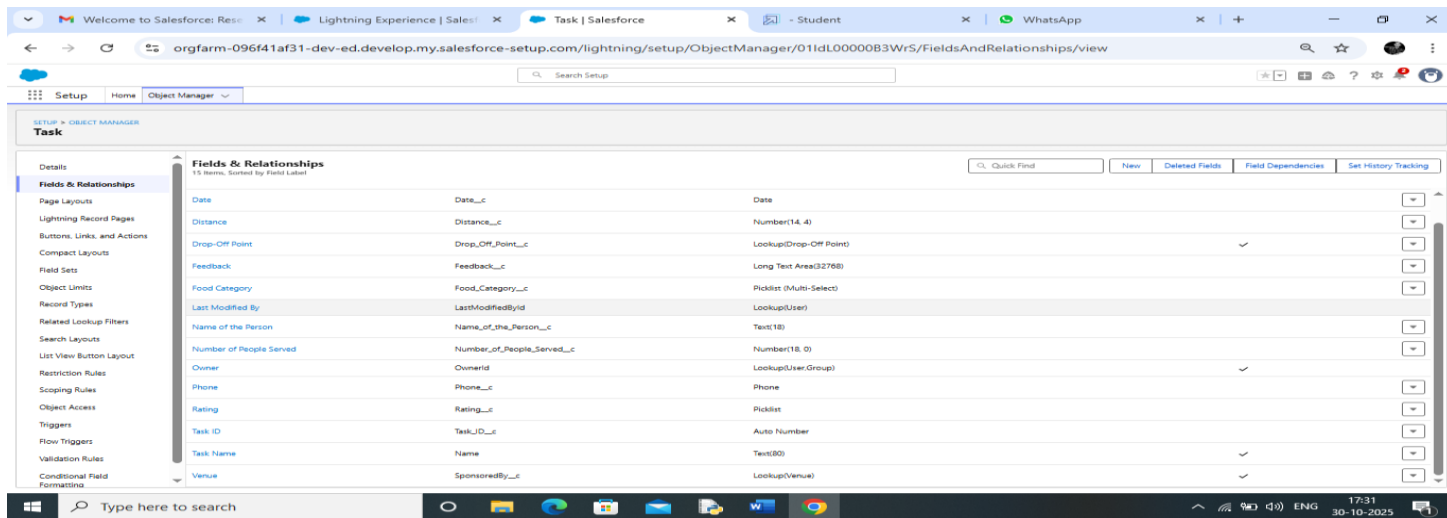 Welcome to Salesforce: Rese
Lightning Experience | Salesf
Task | Salesforce
- Student
WhatsApp
orgfarm-096f41af31-dev-ed.develop.my.salesforce-setup.com/lightning/setup/ObjectManager/01IdL00000B3WrS/FieldsAndRelationships/view
Search Setup
Setup Home Object Manager
SETUP > OBJECT MANAGER
Task
Details
Fields & Relationships
Page Layouts
Lightning Record Pages
Buttons, Links, and Actions
Compact Layouts
Field Sets
Object Limits
Record Types
Related Lookup Filters
Search Layouts
List View Button Layout
Restriction Rules
Scoping Rules
Object Access
Triggers
Flow Triggers
Validation Rules
Conditional Field
Formatting
Fields & Relationships
15 Items, Sorted by Field Label
Quick Find New Deleted Fields Field Dependencies Set History Tracking
Date Date__c Date
Distance Distance__c Number(14, 4)
Drop-Off Point Drop_Off_Point__c Lookup(Drop-Off Point)
Feedback Feedback__c Long Text Area(32768)
Food Category Food_Category__c Picklist (Multi-Select)
Last Modified By LastModifiedById Lookup(User)
Name of the Person Name_of_the_Person__c Text(18)
Number of People Served Number_of_People_Served__c Number(18, 0)
Owner OwnerId Lookup(User,Group)
Phone Phone__c Phone
Rating Rating__c Picklist
Task ID Task_ID__c Auto Number
Task Name Name Text(80)
Venue SponsoredBy__c Lookup(Venue)
Type here to search
ENG
17:31
30-10-2025